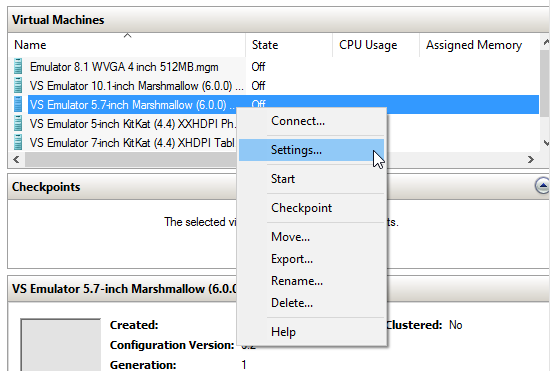 Virtual Machines
Name State CPU Usage Assigned Memory
Emulator 8.1 WVGA 4 inch 512MB.mgm Off
VS Emulator 10.1-inch Marshmallow (6.0.0) ... Off
VS Emulator 5.7-inch Marshmallow (6.0.0) ... Off
VS Emulator 5-inch KitKat (4.4) XXHDPI Ph...
VS Emulator 7-inch KitKat (4.4) XHDPI Tabl
Connect...
Settings...
Start
Checkpoint
Move...
Export...
Rename...
Delete...
Help
Checkpoints
The selected vi
ts.
VS Emulator 5.7-inch Marshmallow (6.0.0
Created: Clustered: No
Configuration Version:
Generation: 1